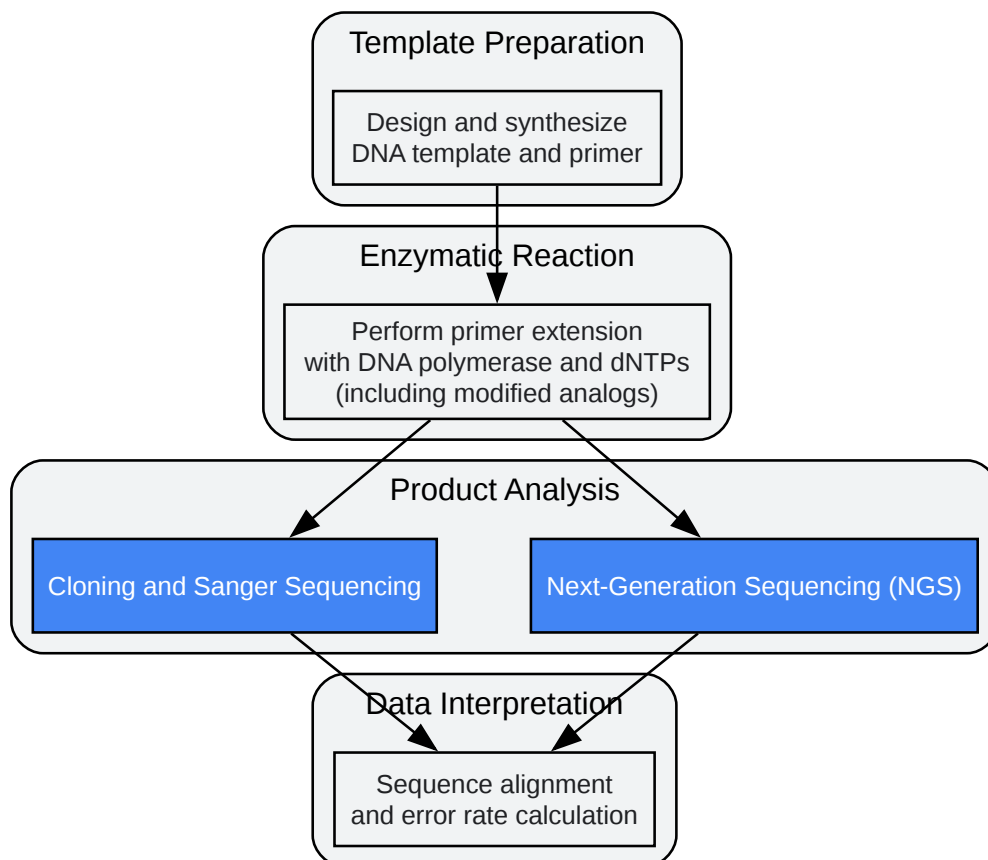 Template Preparation
Design and synthesize
DNA template and primer
Enzymatic Reaction
Perform primer extension
with DNA polymerase and dNTPs
(including modified analogs)
Product Analysis
Cloning and Sanger Sequencing
Next-Generation Sequencing (NGS)
Data Interpretation
Sequence alignment
and error rate calculation